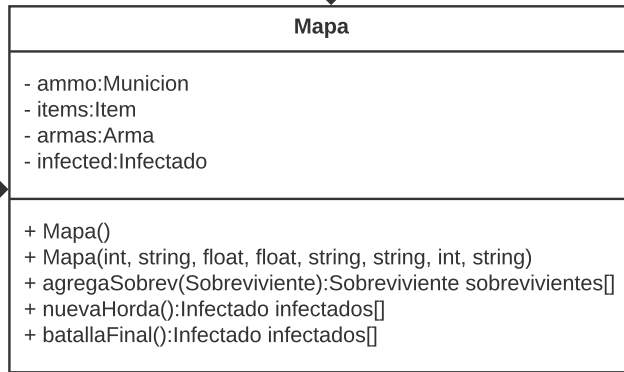 Mapa
- ammo:Municion
- items:Item
- armas:Arma
- infected:Infectado
+ Mapa()
+ Mapa(int, string, float, float, string, string, int, string)
+ agregaSobrev(Sobreviviente):Sobreviviente sobrevivientes[]
+ nuevaHorda():Infectado infectados[]
+ batallaFinal():Infectado infectados[]